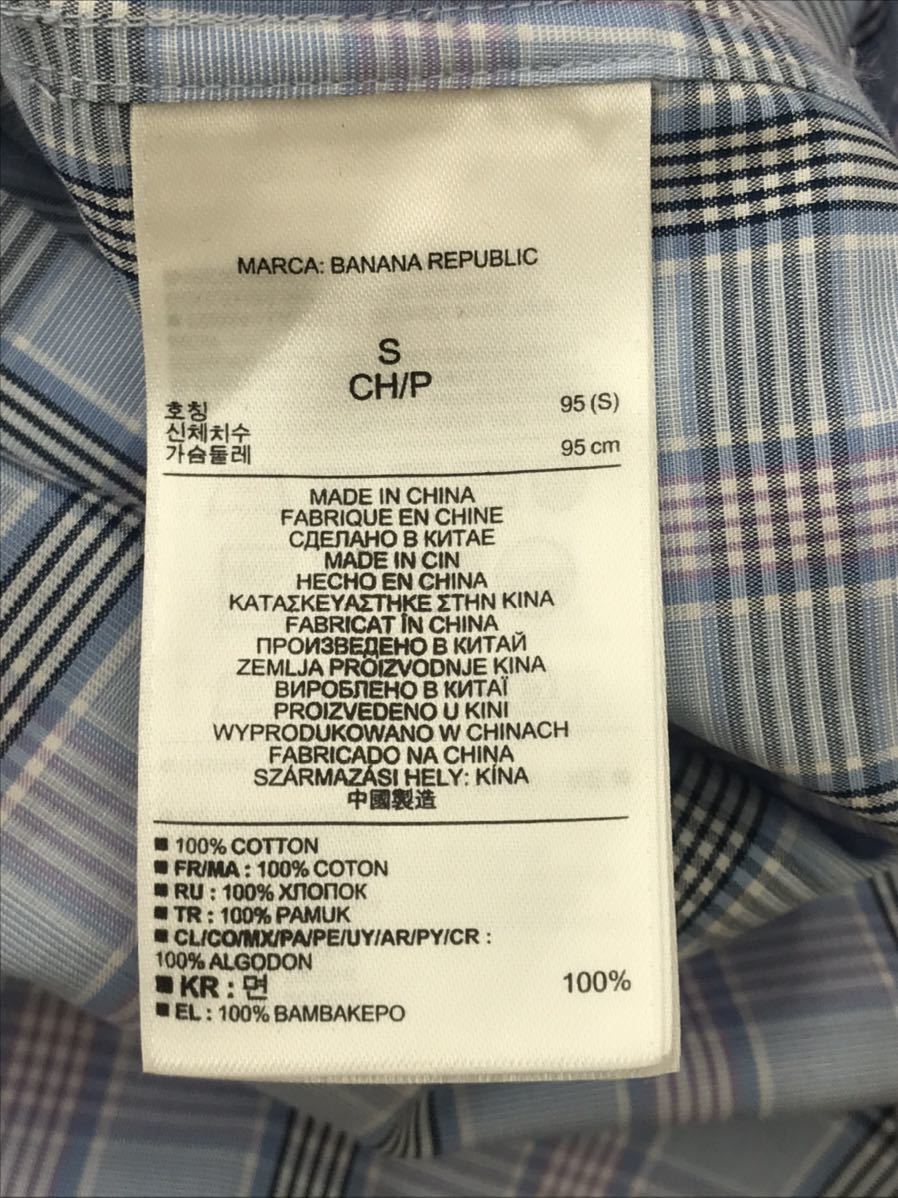 MARCA: BANANA REPUBLIC
S
CH/P
호칭 95 (S)
신체치수
가슴둘레 95 cm
MADE IN CHINA
FABRIQUE EN CHINE
СДЕЛАНО В КИТАЕ
MADE IN CIN
HECHO EN CHINA
ΚΑΤΑΣΚΕΥΑΣΤΗΚΕ ΣΤΗΝ ΚΙΝΑ
FABRICAT ÎN CHINA
ПРОИЗВЕДЕНО В КИТАЙ
ZEMLJA PROIZVODNJE KINA
ВИРОБЛЕНО В КИТАЇ
PROIZVEDENO U KINI
WYPRODUKOWANO W CHINACH
FABRICADO NA CHINA
SZÁRMAZÁSI HELY: KÍNA
中國製造
■ 100% COTTON
■ FR/MA : 100% COTON
■ RU : 100% ХЛОПОК
■ TR : 100% PAMUK
■ CL/CO/MX/PA/PE/UY/AR/PY/CR :
100% ALGODON
■ KR : 면 100%
■ EL : 100% ΒΑΜΒΑΚΕΡΟ